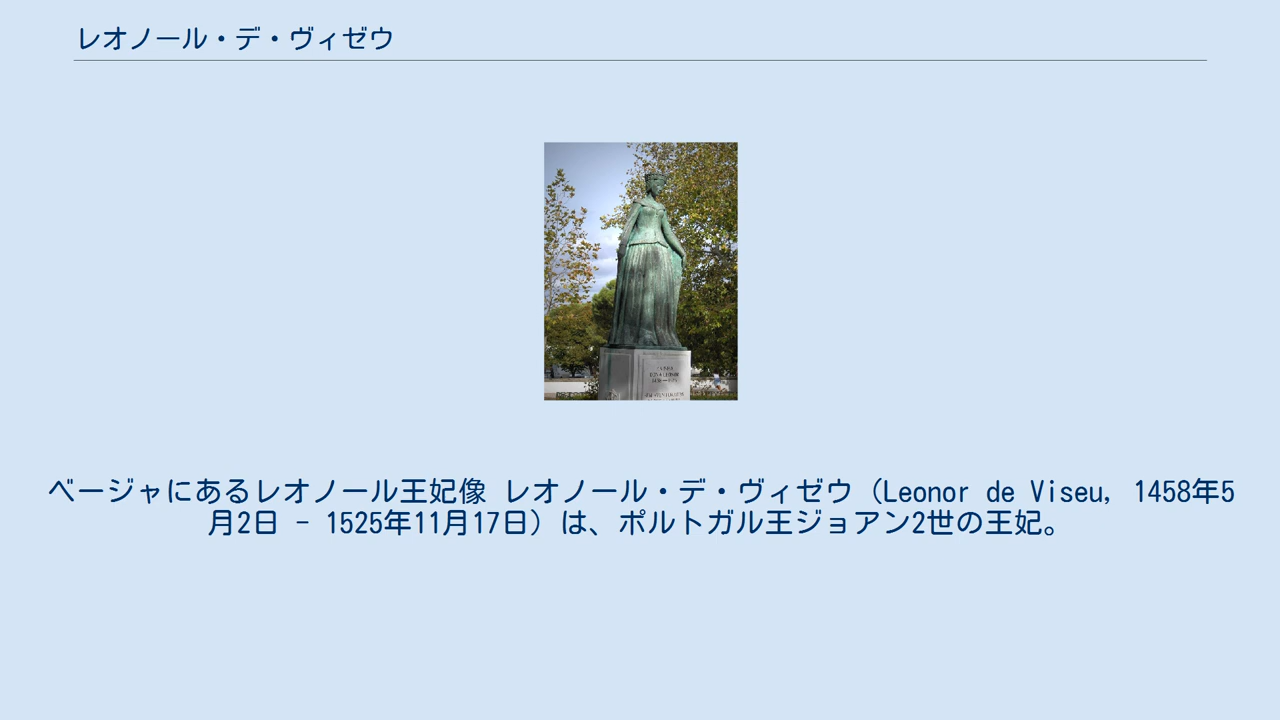 レオノール・デ・ヴィゼウ
ベージャにあるレオノール王妃像 レオノール・デ・ヴィゼウ（Leonor de Viseu, 1458年5
月2日 - 1525年11月17日）は、ポルトガル王ジョアン2世の王妃。